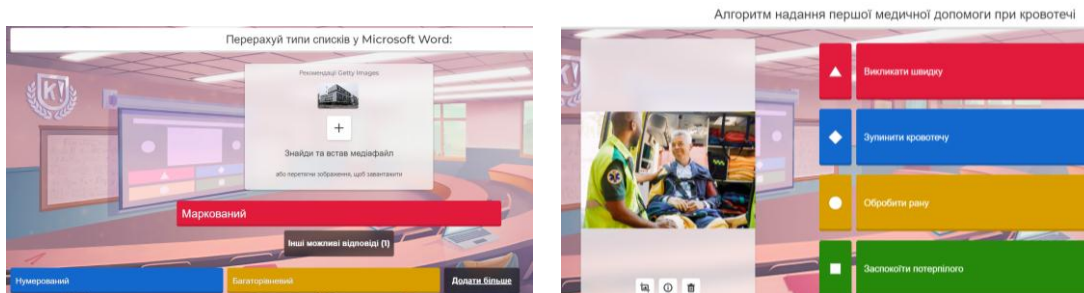 Перерахуй типи списків у Microsoft Word:
Рекомендації Getty Images
+
Знайди та встав медіафайл
або перетягни зображення, щоб завантажити
Маркований
Інші можливі відповіді (1)
Нумерований
Багаторівневий
Додати більше
K!
Алгоритм надання першої медичної допомоги при кровотечі
Викликати швидку
Зупинити кровотечу
Обробити рану
Заспокоїти потерпілого